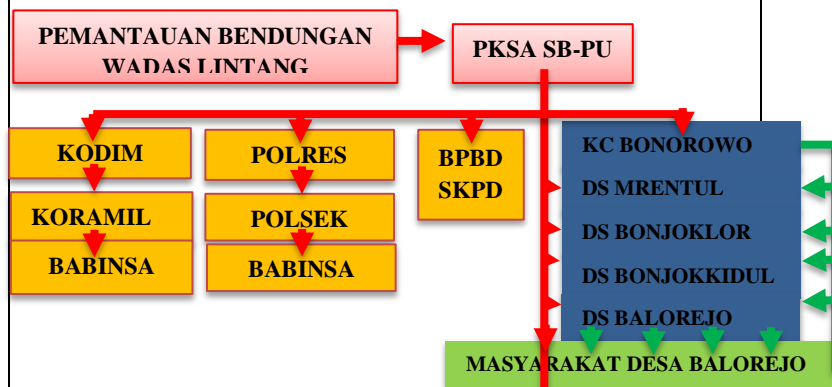 PEMANTAUAN BENDUNGAN
WADAS LINTANG
PKSA SB-PU
KODIM
KORAMIL
BABINSA
POLRES
POLSEK
BABINSA
BPBD
SKPD
KC BONOROWO
DS MRENTUL
DS BONJOKLOR
DS BONJOKKIDUL
DS BALOREJO
MASYARAKAT DESA BALOREJO